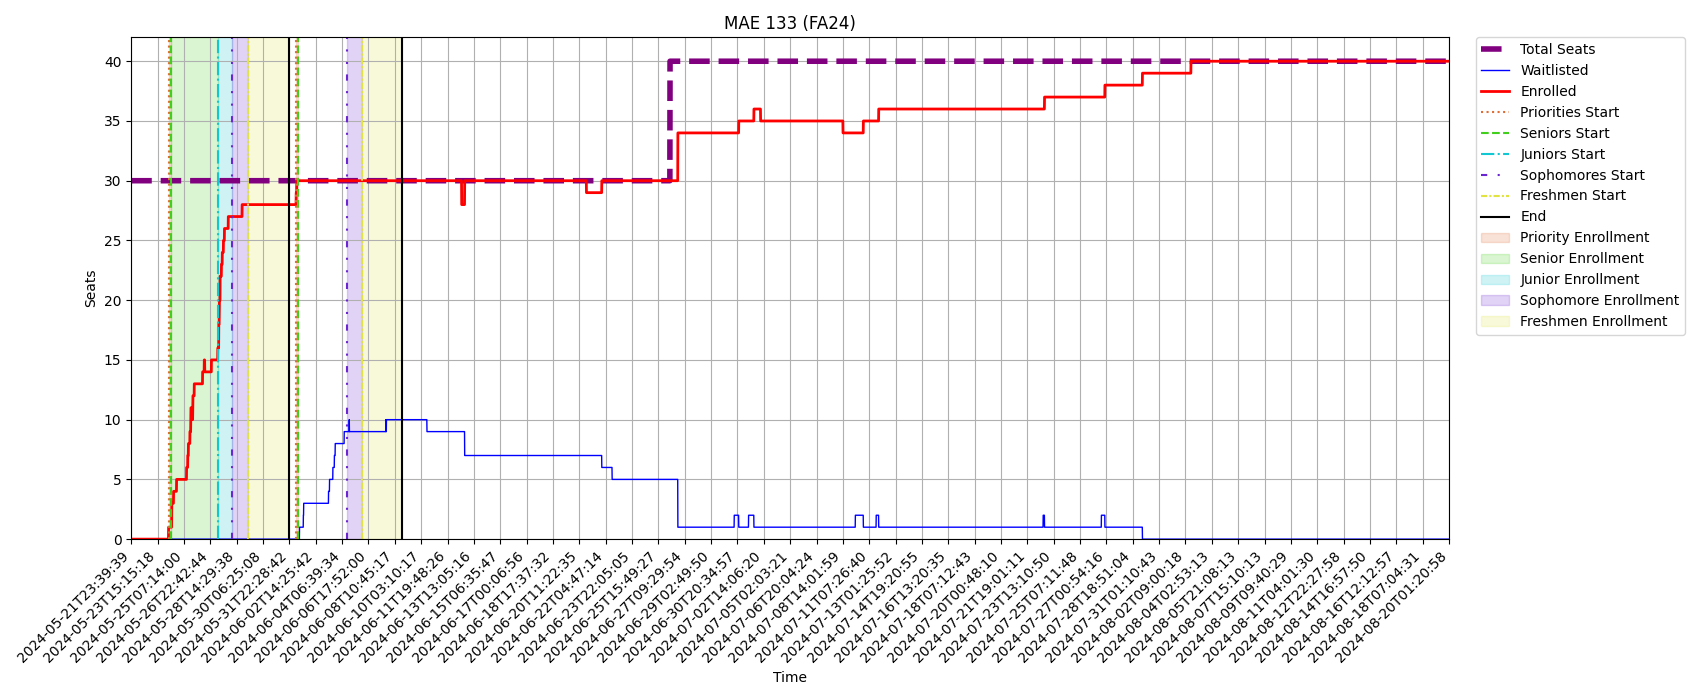 MAE 133 (FA24)
Seats
40
35
30
25
20
15
10
5
0
2024-05-21T23:39:39
2024-05-23T15:15:18
2024-05-25T07:14:00
2024-05-26T22:42:44
2024-05-28T14:29:38
2024-05-30T06:25:08
2024-05-31T22:28:42
2024-06-02T14:25:42
2024-06-04T06:39:34
2024-06-06T17:52:00
2024-06-08T10:45:17
2024-06-10T03:10:17
2024-06-11T19:48:26
2024-06-13T13:05:16
2024-06-15T06:35:47
2024-06-17T00:06:56
2024-06-18T17:37:32
2024-06-20T11:22:35
2024-06-22T04:47:14
2024-06-23T22:05:05
2024-06-25T15:49:27
2024-06-27T09:29:54
2024-06-29T02:49:50
2024-06-30T20:34:57
2024-07-02T14:06:20
2024-07-05T02:03:21
2024-07-06T20:04:24
2024-07-08T14:01:59
2024-07-11T07:26:40
2024-07-13T01:25:52
2024-07-14T19:20:55
2024-07-16T13:20:35
2024-07-18T07:12:43
2024-07-20T00:48:10
2024-07-21T19:01:11
2024-07-23T13:10:50
2024-07-25T07:11:48
2024-07-27T00:54:16
2024-07-28T18:51:04
2024-07-31T01:10:43
2024-08-02T09:00:18
2024-08-04T02:53:13
2024-08-05T21:08:13
2024-08-07T15:10:13
2024-08-09T09:40:29
2024-08-11T04:01:30
2024-08-12T22:27:58
2024-08-14T16:57:50
2024-08-16T12:12:57
2024-08-18T07:04:31
2024-08-20T01:20:58
Time
Total Seats
Waitlisted
Enrolled
Priorities Start
Seniors Start
Juniors Start
Sophomores Start
Freshmen Start
End
Priority Enrollment
Senior Enrollment
Junior Enrollment
Sophomore Enrollment
Freshmen Enrollment